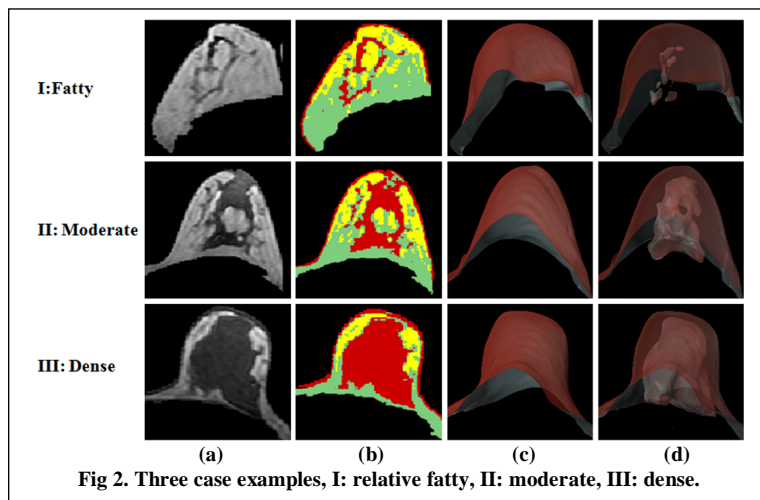 I:Fatty
II: Moderate
III: Dense
(a) (b) (c) (d)
Fig 2. Three case examples, I: relative fatty, II: moderate, III: dense.